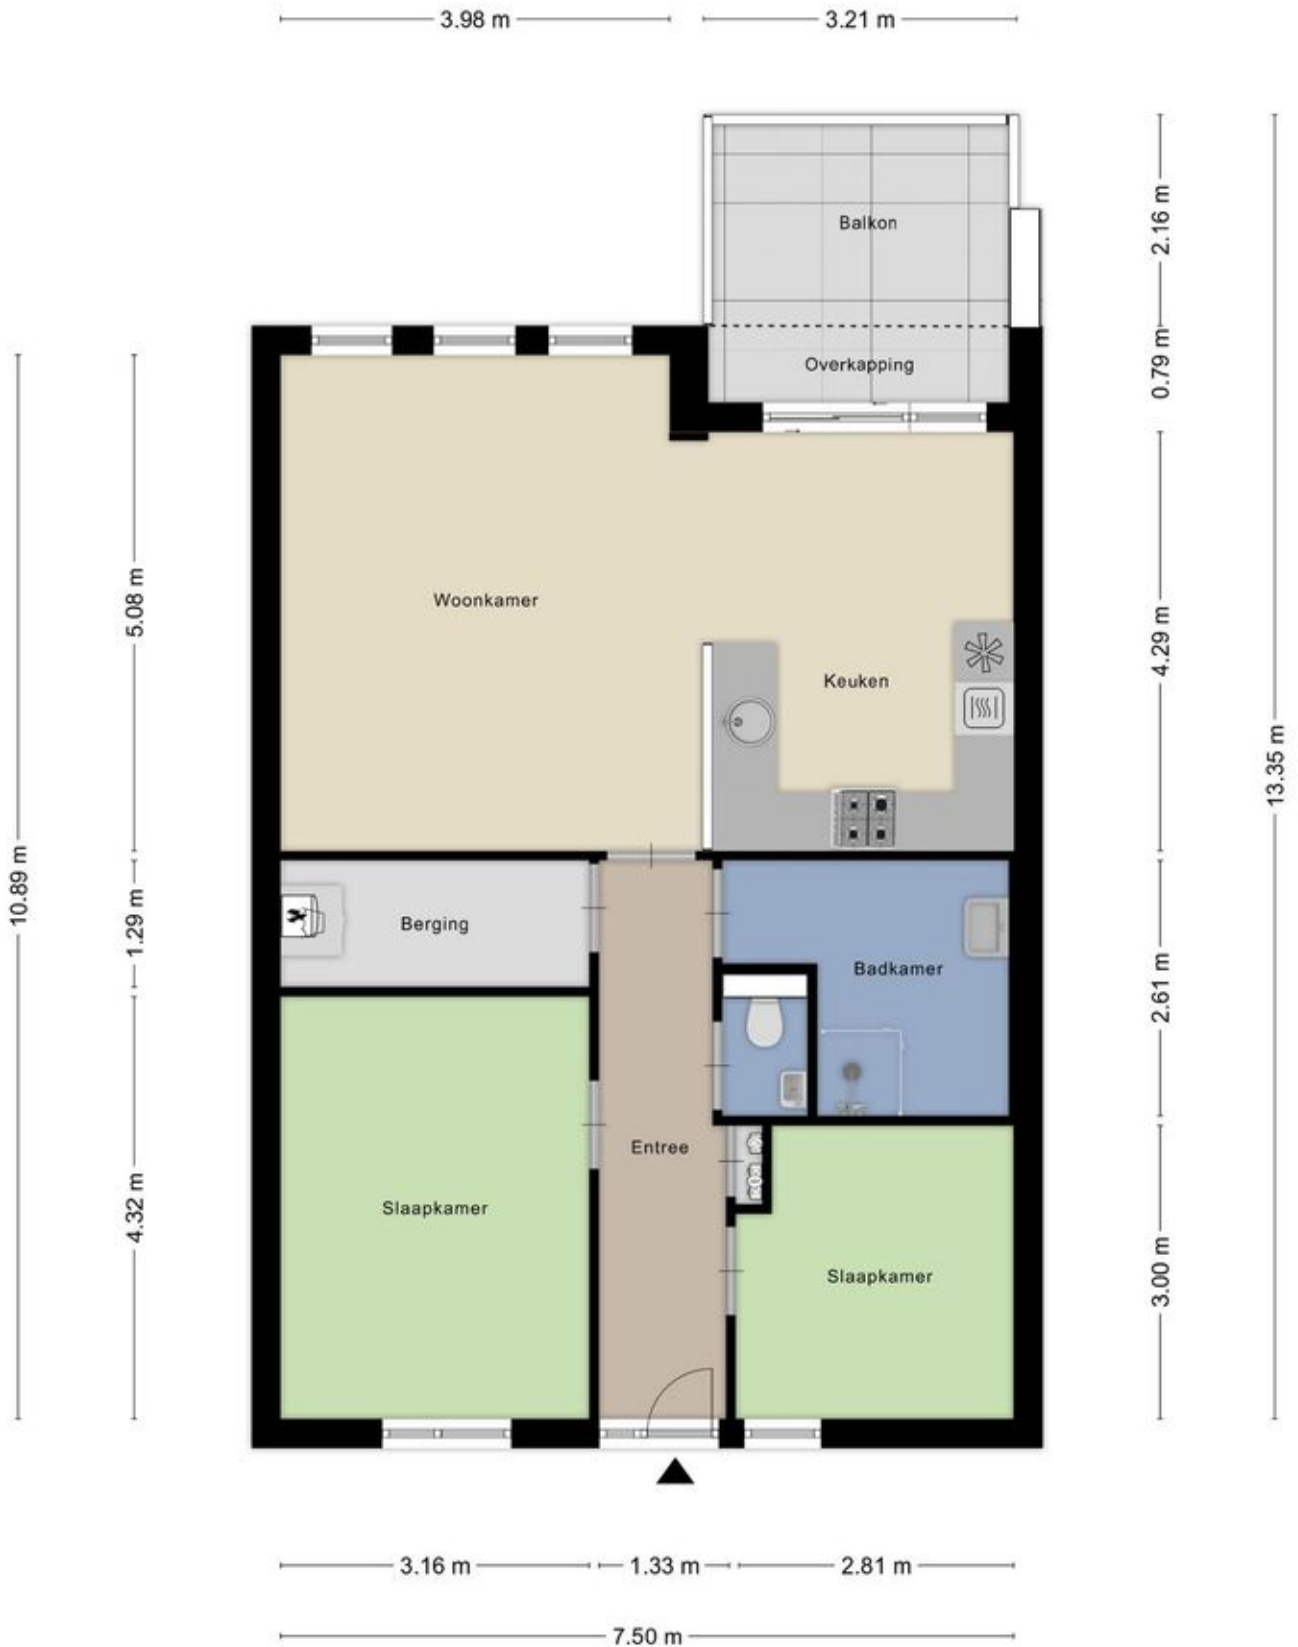 3.98 m
3.21 m
Balkon
2.16 m
Overkapping
0.79 m
Woonkamer
5.08 m
4.29 m
Keuken
13.35 m
10.89 m
1.29 m
Berging
Badkamer
2.61 m
Entree
Slaapkamer
4.32 m
Slaapkamer
3.00 m
3.16 m
1.33 m
2.81 m
7.50 m